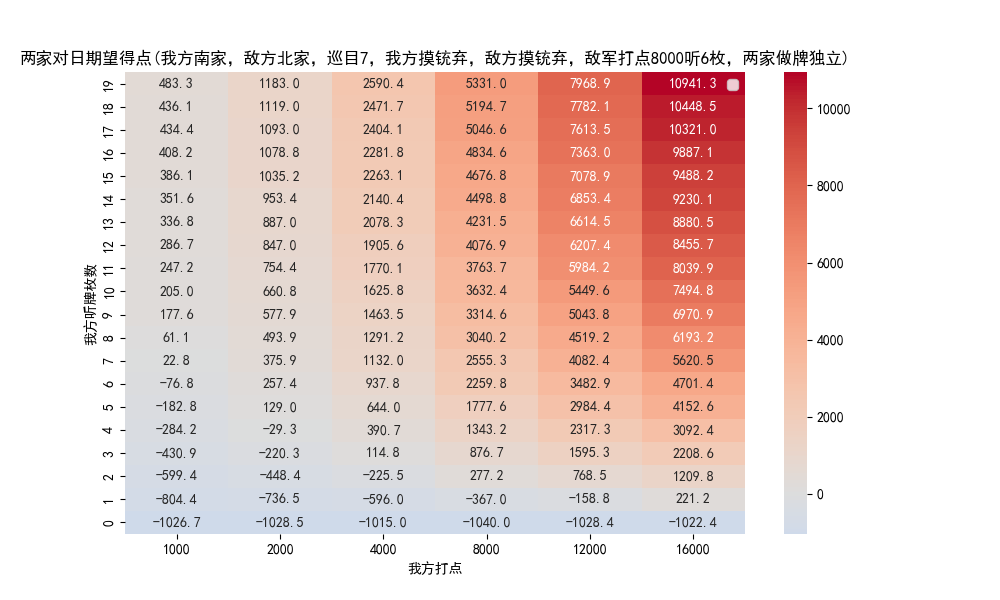 两家对日期望得点(我方南家, 敌方北家, 巡目7, 我方摸铳弃, 敌方摸铳弃, 敌军打点8000听6枚, 两家做牌独立)
19 483.3 1183.0 2590.4 5331.0 7968.9 10941.3
18 436.1 1119.0 2471.7 5194.7 7782.1 10448.5
17 434.4 1093.0 2404.1 5046.6 7613.5 10321.0
16 408.2 1078.8 2281.8 4834.6 7363.0 9887.1
15 386.1 1035.2 2263.1 4676.8 7078.9 9488.2
14 351.6 953.4 2140.4 4498.8 6853.4 9230.1
13 336.8 887.0 2078.3 4231.5 6614.5 8880.5
12 286.7 847.0 1905.6 4076.9 6207.4 8455.7
11 247.2 754.4 1770.1 3763.7 5984.2 8039.9
10 205.0 660.8 1625.8 3632.4 5449.6 7494.8
9 177.6 577.9 1463.5 3314.6 5043.8 6970.9
8 61.1 493.9 1291.2 3040.2 4519.2 6193.2
7 22.8 375.9 1132.0 2555.3 4082.4 5620.5
6 -76.8 257.4 937.8 2259.8 3482.9 4701.4
5 -182.8 129.0 644.0 1777.6 2984.4 4152.6
4 -284.2 -29.3 390.7 1343.2 2317.3 3092.4
3 -430.9 -220.3 114.8 876.7 1595.3 2208.6
2 -599.4 -448.4 -225.5 277.2 768.5 1209.8
1 -804.4 -736.5 -596.0 -367.0 -158.8 221.2
0 -1026.7 -1028.5 -1015.0 -1040.0 -1028.4 -1022.4
1000 2000 4000 8000 12000 16000
我方打点
我方听牌枚数
10000
8000
6000
4000
2000
0